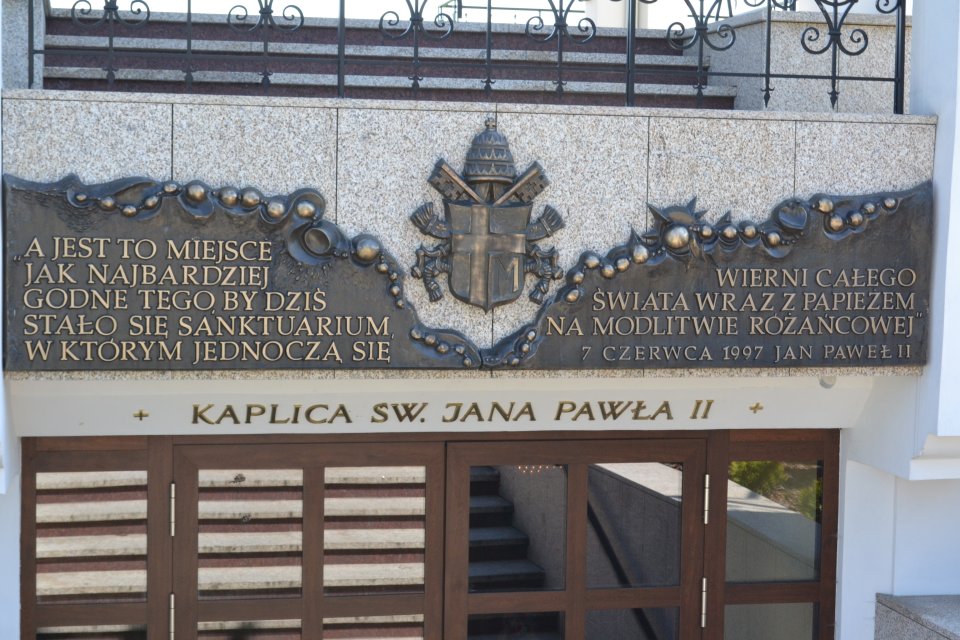 „A JEST TO MIEJSCE
JAK NAJBARDZIEJ
GODNE TEGO, BY DZIŚ
STAŁO SIĘ SANKTUARIUM,
W KTÓRYM JEDNOCZĄ SIĘ
WIERNI CAŁEGO
ŚWIATA WRAZ Z PAPIEŻEM
NA MODLITWIE RÓŻAŃCOWEJ”
7 CZERWCA 1997 JAN PAWEŁ II
M
+ KAPLICA ŚW. JANA PAWŁA II +